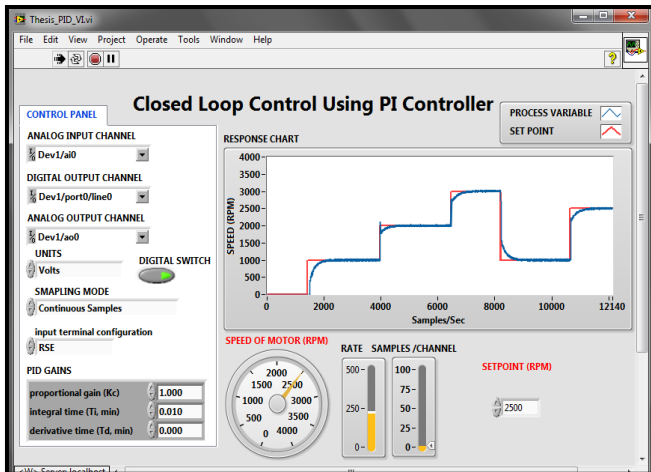 Thesis_PID_VI.vi
File Edit View Project Operate Tools Window Help
Closed Loop Control Using PI Controller
PROCESS VARIABLE
SET POINT
CONTROL PANEL
ANALOG INPUT CHANNEL
Dev1/ai0
DIGITAL OUTPUT CHANNEL
Dev1/port0/line0
ANALOG OUTPUT CHANNEL
Dev1/ao0
UNITS
Volts
DIGITAL SWITCH
SMAPLING MODE
Continuous Samples
input terminal configuration
RSE
PID GAINS
proportional gain (Kc) 1.000
integral time (Ti, min) 0.010
derivative time (Td, min) 0.000
RESPONSE CHART
SPEED (RPM)
4000
3500
3000
2500
2000
1500
1000
500
0
0 2000 4000 6000 8000 10000 12140
Samples/Sec
SPEED OF MOTOR (RPM)
0 500 1000 1500 2000 2500 3000 3500 4000
RATE
500
250
0
SAMPLES /CHANNEL
100
75
50
25
0
SETPOINT (RPM)
2500